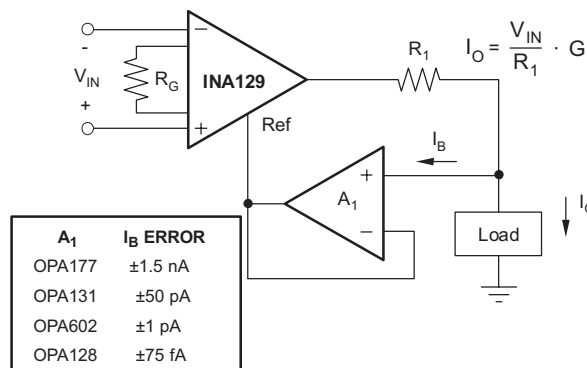 -
V_IN
+
R_G
−
INA129
+
Ref
R_1
I_O = V_IN / R_1 · G
I_B
+
A_1
−
Load
I_O
A_1 I_B ERROR
OPA177 ±1.5 nA
OPA131 ±50 pA
OPA602 ±1 pA
OPA128 ±75 fA